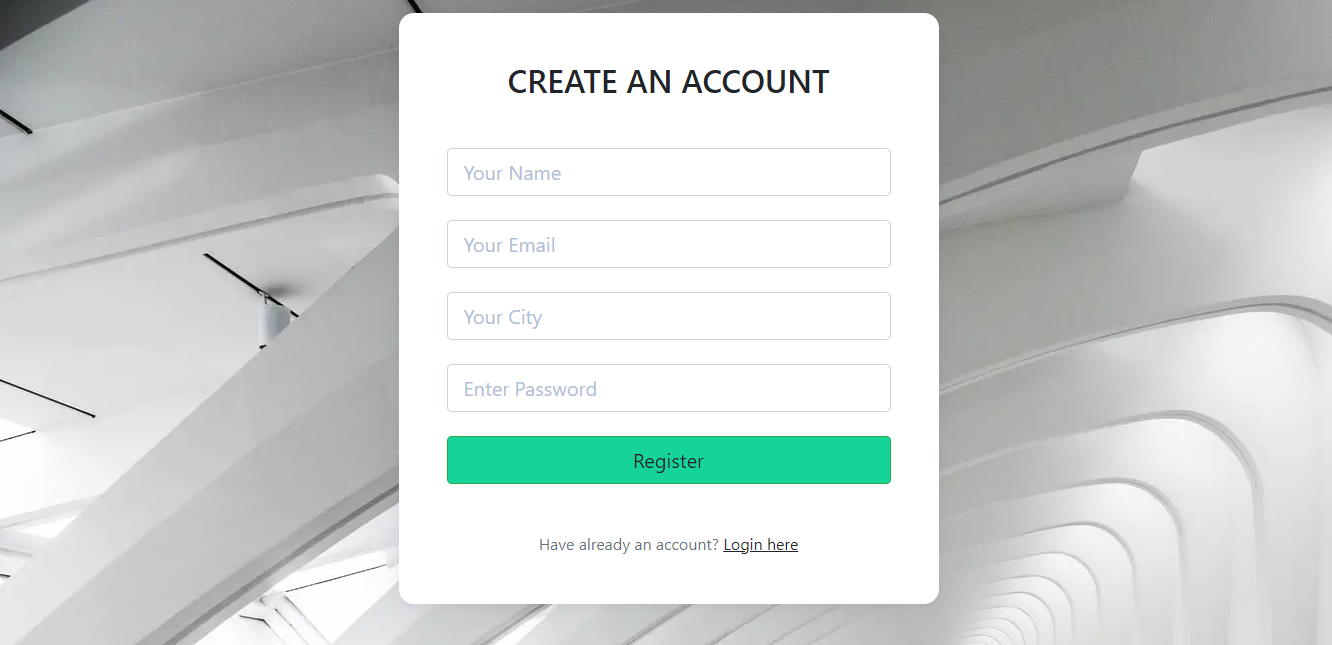 CREATE AN ACCOUNT
Your Name
Your Email
Your City
Enter Password
Register
Have already an account? Login here